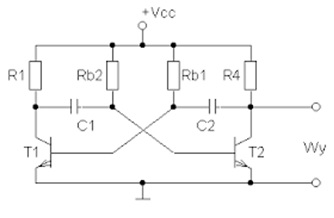 +Vcc
R1 Rb2 Rb1 R4
C1 C2
T1 T2 Wy